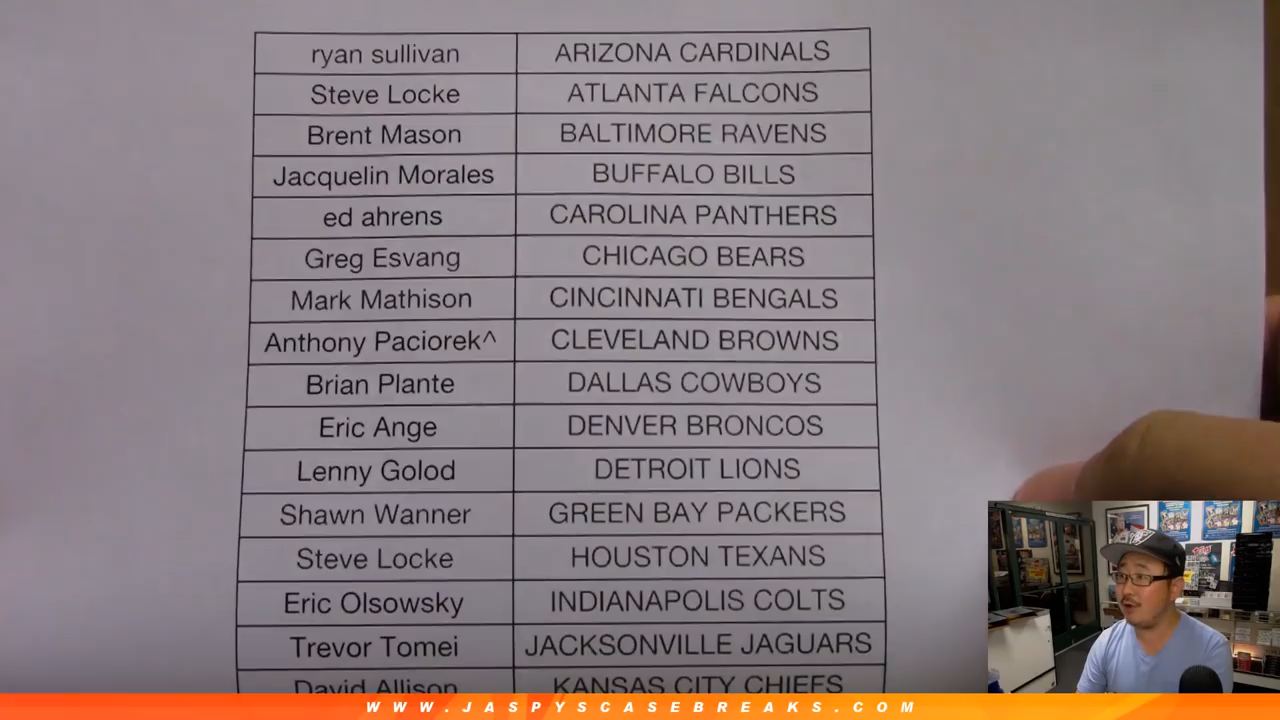 ryan sullivan ARIZONA CARDINALS
Steve Locke ATLANTA FALCONS
Brent Mason BALTIMORE RAVENS
Jacquelin Morales BUFFALO BILLS
ed ahrens CAROLINA PANTHERS
Greg Esvang CHICAGO BEARS
Mark Mathison CINCINNATI BENGALS
Anthony Paciorek^ CLEVELAND BROWNS
Brian Plante DALLAS COWBOYS
Eric Ange DENVER BRONCOS
Lenny Golod DETROIT LIONS
Shawn Wanner GREEN BAY PACKERS
Steve Locke HOUSTON TEXANS
Eric Olsowsky INDIANAPOLIS COLTS
Trevor Tomei JACKSONVILLE JAGUARS
David Allison KANSAS CITY CHIEFS
WWW.JASPYSCASEBREAKS.COM